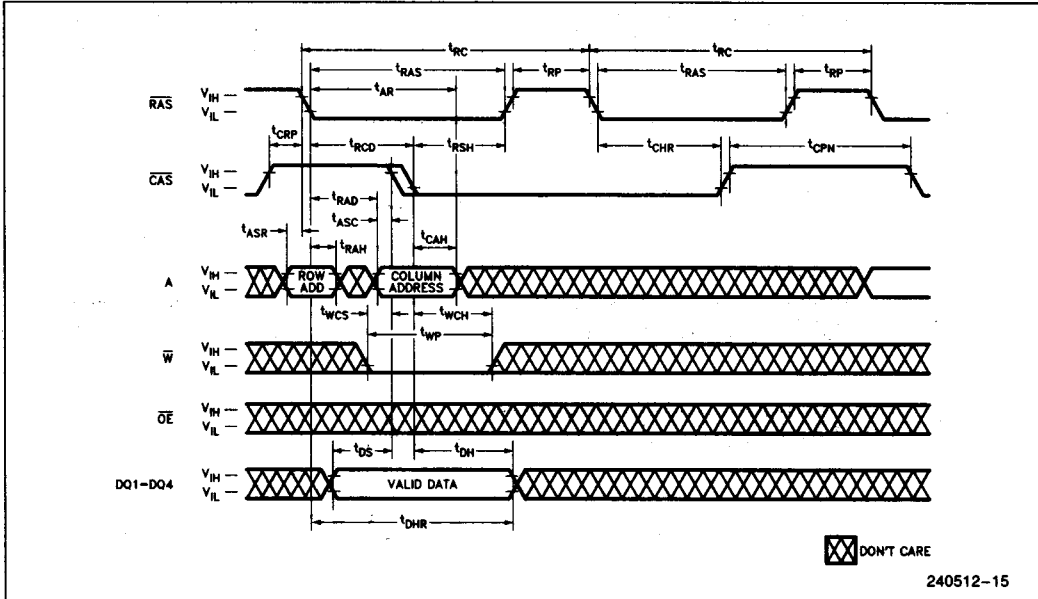 tRC tRC
tRAS tRP tRAS tRP
tAR
RAS VIH VIL
tCRP tRCD tRSH tCHR tCPN
CAS VIH VIL
tRAD
tASC
tASR tRAH tCAH
A VIH VIL ROW ADD COLUMN ADDRESS
tWCS tWCH
tWP
W VIH VIL
OE VIH VIL
tDS tDH
DQ1-DQ4 VIH VIL VALID DATA
tDHR
DON'T CARE
240512-15